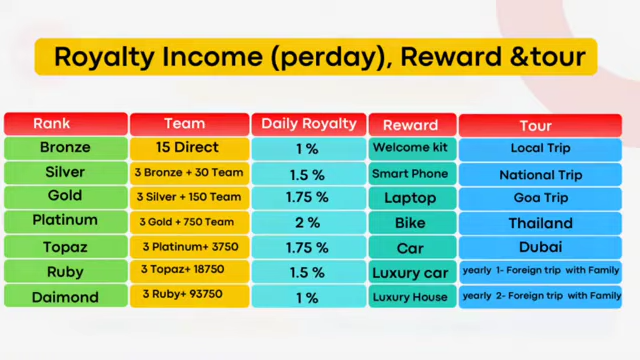 Royalty Income (perday), Reward &tour
Rank Team Daily Royalty Reward Tour
Bronze 15 Direct 1 % Welcome kit Local Trip
Silver 3 Bronze + 30 Team 1.5 % Smart Phone National Trip
Gold 3 Silver + 150 Team 1.75 % Laptop Goa Trip
Platinum 3 Gold + 750 Team 2 % Bike Thailand
Topaz 3 Platinum+ 3750 1.75 % Car Dubai
Ruby 3 Topaz+ 18750 1.5 % Luxury car yearly 1- Foreign trip with Family
Daimond 3 Ruby+ 93750 1 % Luxury House yearly 2- Foreign trip with Family